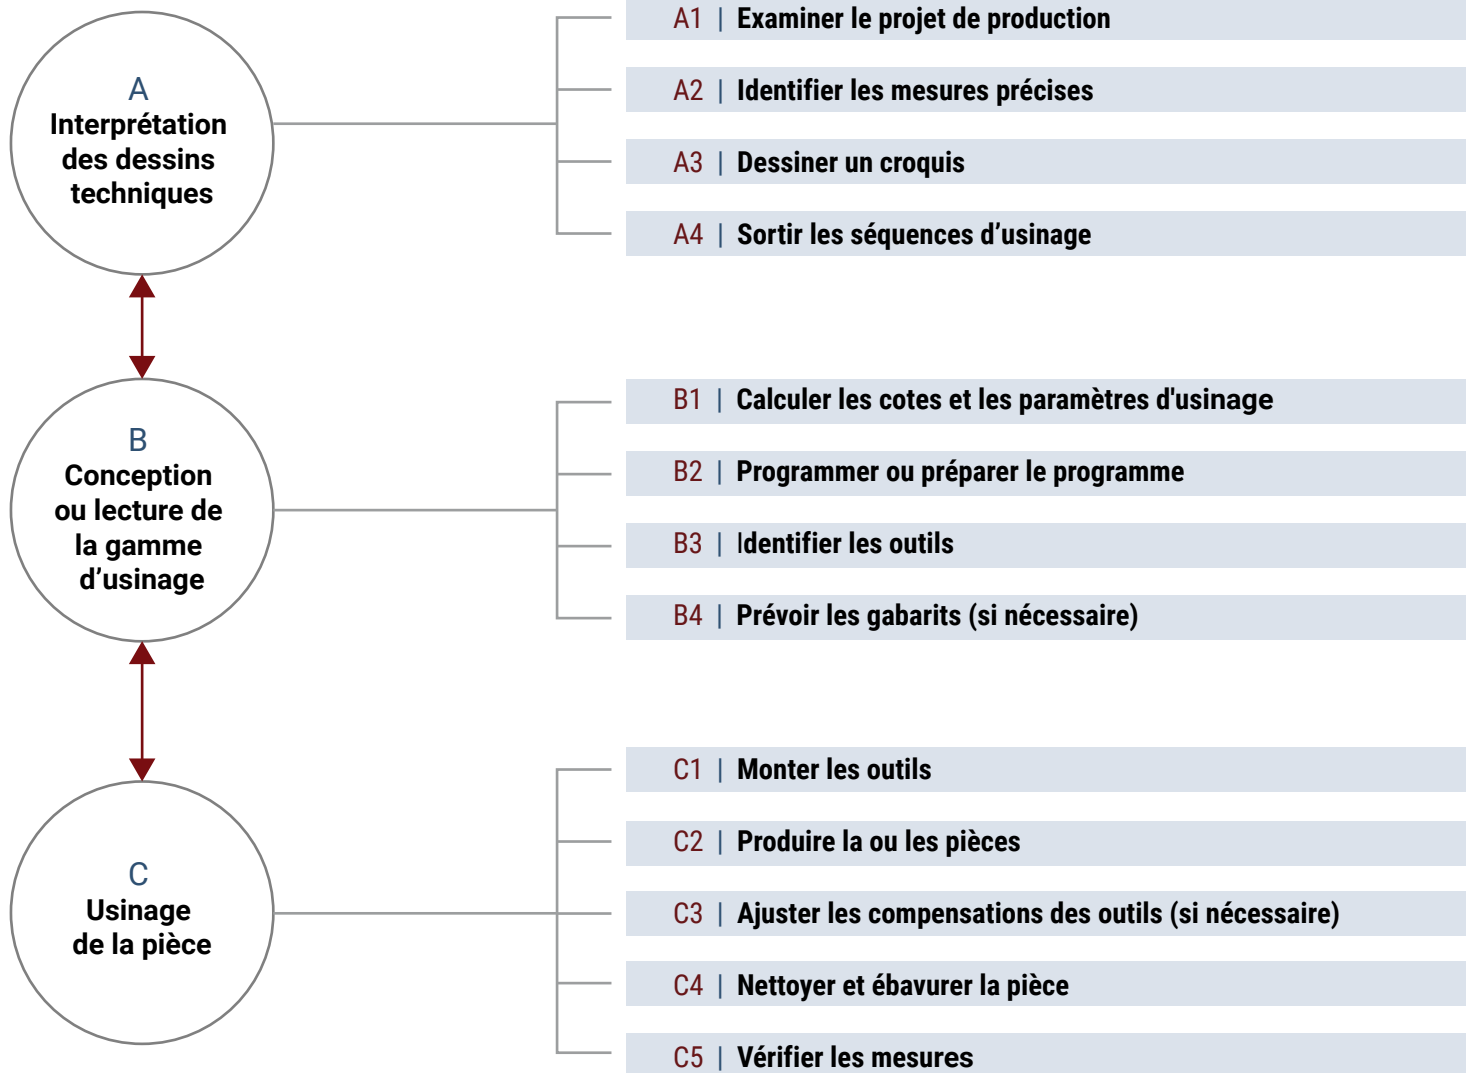 A
Interprétation
des dessins
techniques
A1 | Examiner le projet de production
A2 | Identifier les mesures précises
A3 | Dessiner un croquis
A4 | Sortir les séquences d’usinage
B
Conception
ou lecture de
la gamme
d’usinage
B1 | Calculer les cotes et les paramètres d'usinage
B2 | Programmer ou préparer le programme
B3 | Identifier les outils
B4 | Prévoir les gabarits (si nécessaire)
C
Usinage
de la pièce
C1 | Monter les outils
C2 | Produire la ou les pièces
C3 | Ajuster les compensations des outils (si nécessaire)
C4 | Nettoyer et ébavurer la pièce
C5 | Vérifier les mesures